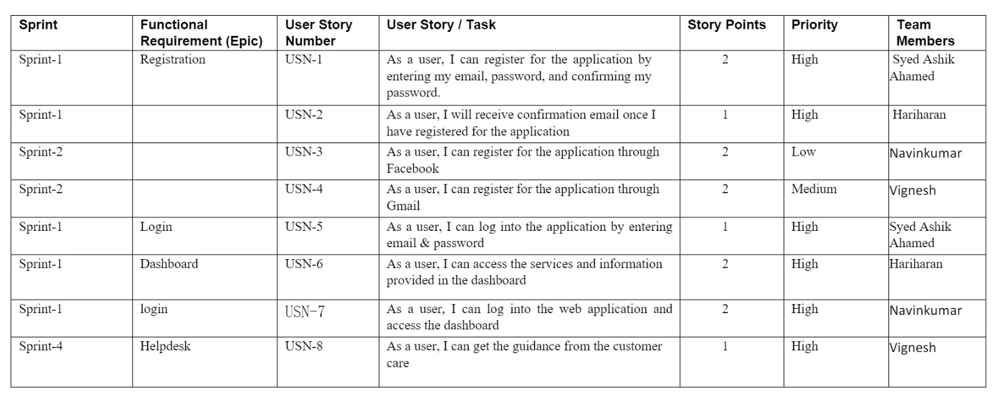 Sprint Functional Requirement (Epic) User Story Number User Story / Task Story Points Priority Team Members
Sprint-1 Registration USN-1 As a user, I can register for the application by entering my email, password, and confirming my password. 2 High Syed Ashik Ahamed
Sprint-1 USN-2 As a user, I will receive confirmation email once I have registered for the application 1 High Hariharan
Sprint-2 USN-3 As a user, I can register for the application through Facebook 2 Low Navinkumar
Sprint-2 USN-4 As a user, I can register for the application through Gmail 2 Medium Vignesh
Sprint-1 Login USN-5 As a user, I can log into the application by entering email & password 1 High Syed Ashik Ahamed
Sprint-1 Dashboard USN-6 As a user, I can access the services and information provided in the dashboard 2 High Hariharan
Sprint-1 login USN-7 As a user, I can log into the web application and access the dashboard 2 High Navinkumar
Sprint-4 Helpdesk USN-8 As a user, I can get the guidance from the customer care 1 High Vignesh